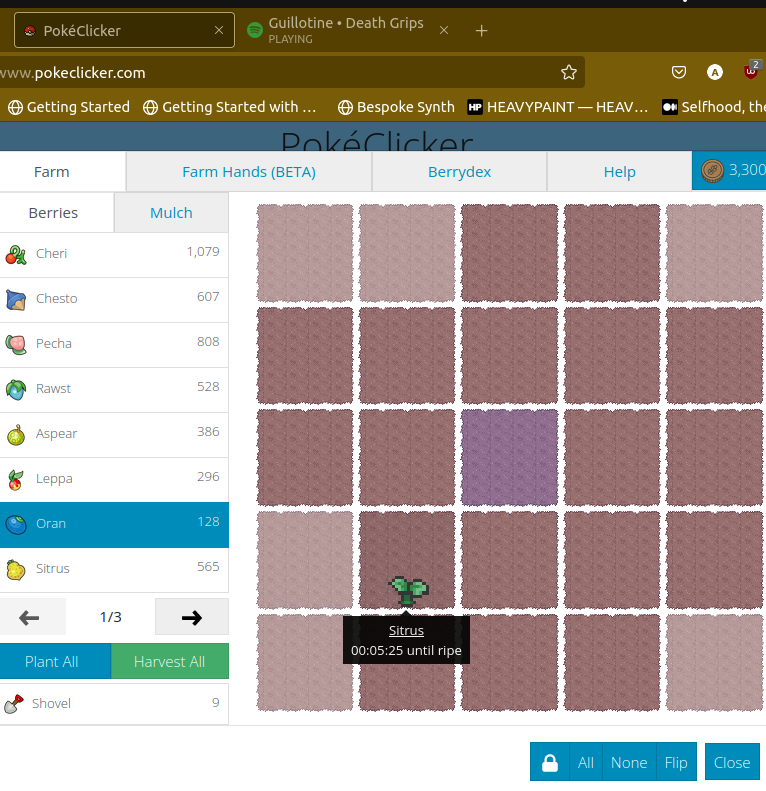 PokéClicker
Guillotine • Death Grips
PLAYING
www.pokeclicker.com
A
2
Getting Started
Getting Started with …
Bespoke Synth
HP
HEAVYPAINT — HEAV…
Selfhood, the
PokéClicker
Farm
Farm Hands (BETA)
Berrydex
Help
3,300
Berries
Mulch
Cheri
1,079
Chesto
607
Pecha
808
Rawst
528
Aspear
386
Leppa
296
Oran
128
Sitrus
565
1/3
Plant All
Harvest All
Shovel
9
Sitrus
00:05:25 until ripe
All
None
Flip
Close